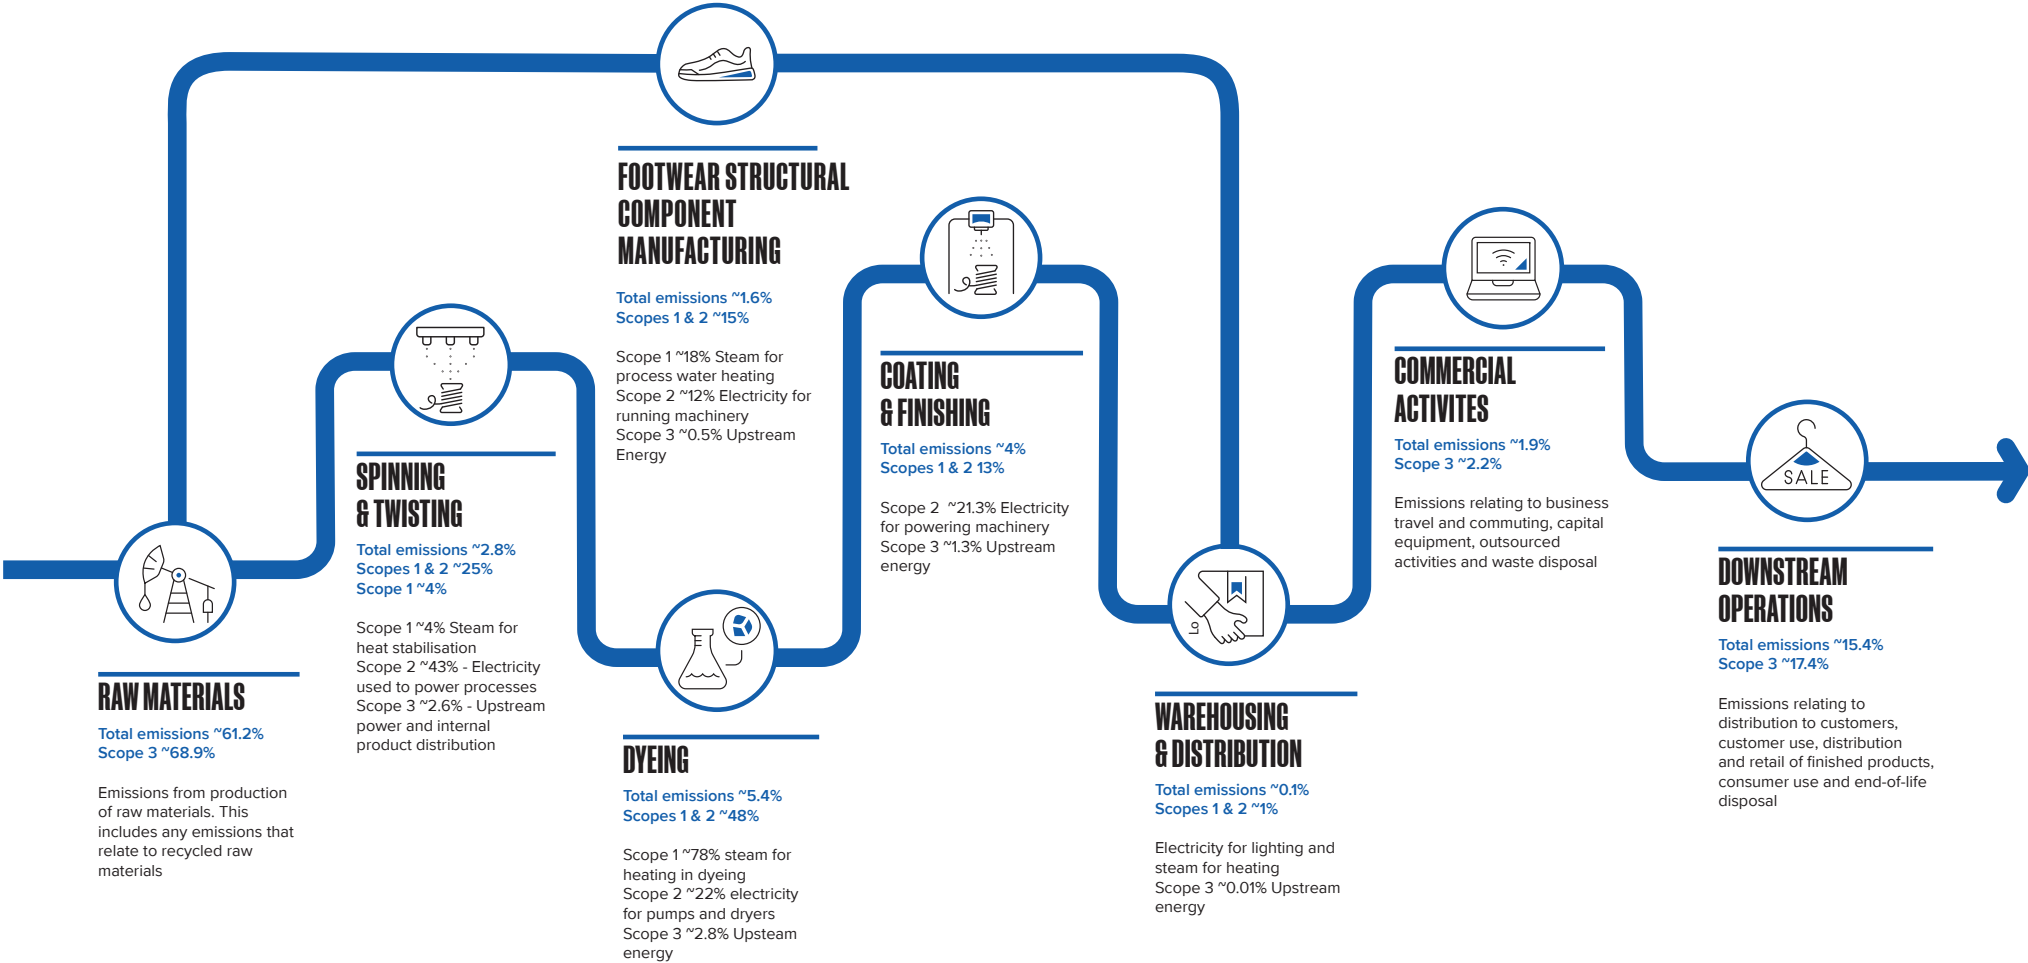 FOOTWEAR STRUCTURAL
COMPONENT
MANUFACTURING
Total emissions ~1.6%
Scopes 1 & 2 ~15%
Scope 1 ~18% Steam for
process water heating
Scope 2 ~12% Electricity for
running machinery
Scope 3 ~0.5% Upstream
Energy
RAW MATERIALS
Total emissions ~61.2%
Scope 3 ~68.9%
Emissions from production
of raw materials. This
includes any emissions that
relate to recycled raw
materials
SPINNING
& TWISTING
Total emissions ~2.8%
Scopes 1 & 2 ~25%
Scope 1 ~4%
Scope 1 ~4% Steam for
heat stabilisation
Scope 2 ~43% - Electricity
used to power processes
Scope 3 ~2.6% - Upstream
power and internal
product distribution
DYEING
Total emissions ~5.4%
Scopes 1 & 2 ~48%
Scope 1 ~78% steam for
heating in dyeing
Scope 2 ~22% electricity
for pumps and dryers
Scope 3 ~2.8% Upsteam
energy
COATING
& FINISHING
Total emissions ~4%
Scopes 1 & 2 13%
Scope 2 ~21.3% Electricity
for powering machinery
Scope 3 ~1.3% Upstream
energy
Lo
WAREHOUSING
& DISTRIBUTION
Total emissions ~0.1%
Scopes 1 & 2 ~1%
Electricity for lighting and
steam for heating
Scope 3 ~0.01% Upstream
energy
COMMERCIAL
ACTIVITES
Total emissions ~1.9%
Scope 3 ~2.2%
Emissions relating to business
travel and commuting, capital
equipment, outsourced
activities and waste disposal
SALE
DOWNSTREAM
OPERATIONS
Total emissions ~15.4%
Scope 3 ~17.4%
Emissions relating to
distribution to customers,
customer use, distribution
and retail of finished products,
consumer use and end-of-life
disposal